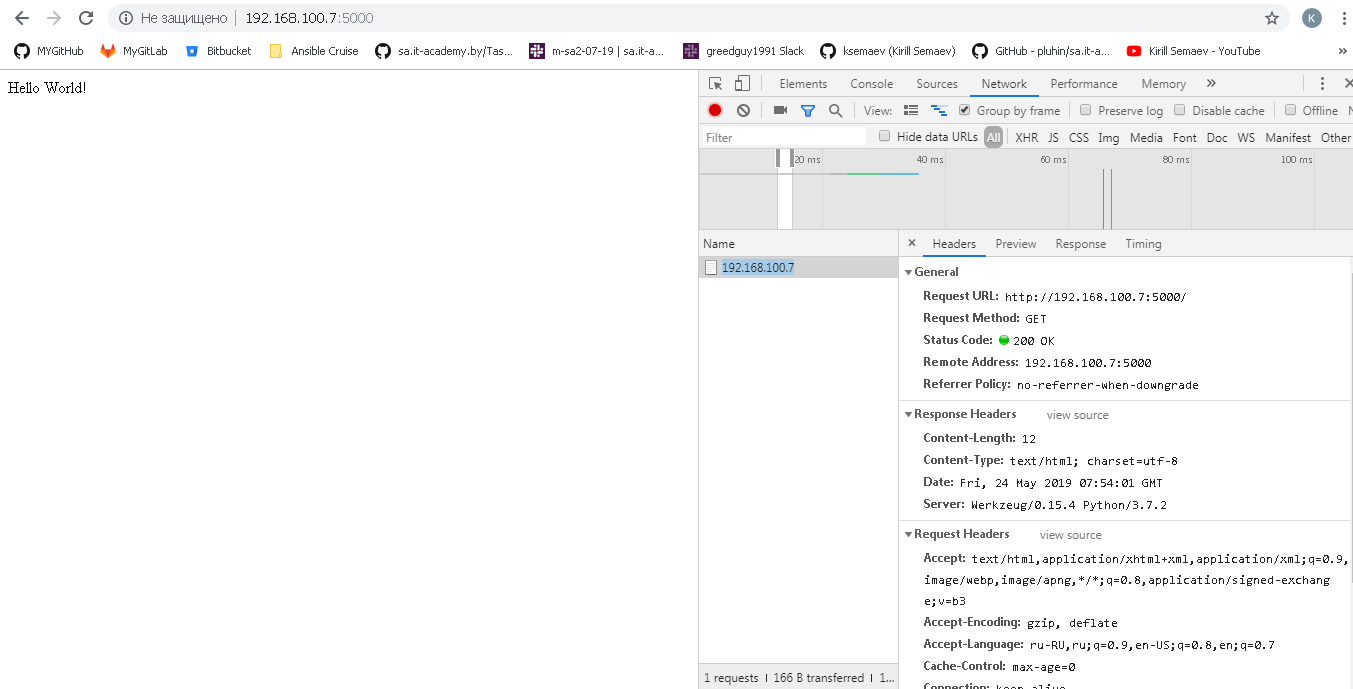 Не защищено 192.168.100.7:5000
K
MYGitHub MyGitLab Bitbucket Ansible Cruise sa.it-academy.by/Tas... m-sa2-07-19 | sa.it-a... greedguy1991 Slack ksemaev (Kirill Semaev) GitHub - pluhin/sa.it-a... Kirill Semaev - YouTube »
Hello World!
Elements Console Sources Network Performance Memory »
View: Group by frame Preserve log Disable cache Offline
Filter Hide data URLs All XHR JS CSS Img Media Font Doc WS Manifest Other
20 ms 40 ms 60 ms 80 ms 100 ms
Name
192.168.100.7
1 requests | 166 B transferred | 1...
× Headers Preview Response Timing
General
Request URL: http://192.168.100.7:5000/
Request Method: GET
Status Code: 200 OK
Remote Address: 192.168.100.7:5000
Referrer Policy: no-referrer-when-downgrade
Response Headers view source
Content-Length: 12
Content-Type: text/html; charset=utf-8
Date: Fri, 24 May 2019 07:54:01 GMT
Server: Werkzeug/0.15.4 Python/3.7.2
Request Headers view source
Accept: text/html,application/xhtml+xml,application/xml;q=0.9,
image/webp,image/apng,*/*;q=0.8,application/signed-exchang
e;v=b3
Accept-Encoding: gzip, deflate
Accept-Language: ru-RU,ru;q=0.9,en-US;q=0.8,en;q=0.7
Cache-Control: max-age=0
Connection: keep-alive